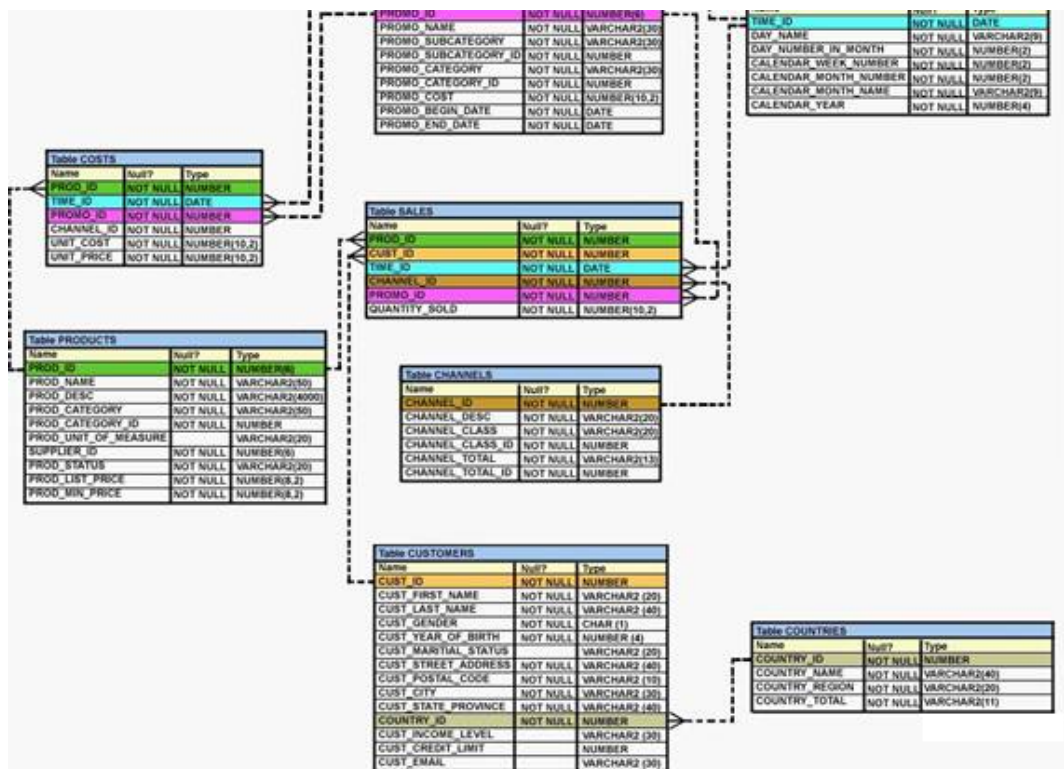 PROMO_ID NOT NULL NUMBER(6)
PROMO_NAME NOT NULL VARCHAR2(30)
PROMO_SUBCATEGORY NOT NULL VARCHAR2(30)
PROMO_SUBCATEGORY_ID NOT NULL NUMBER
PROMO_CATEGORY NOT NULL VARCHAR2(30)
PROMO_CATEGORY_ID NOT NULL NUMBER
PROMO_COST NOT NULL NUMBER(10,2)
PROMO_BEGIN_DATE NOT NULL DATE
PROMO_END_DATE NOT NULL DATE
TIME_ID NOT NULL DATE
DAY_NAME NOT NULL VARCHAR2(9)
DAY_NUMBER_IN_MONTH NOT NULL NUMBER(2)
CALENDAR_WEEK_NUMBER NOT NULL NUMBER(2)
CALENDAR_MONTH_NUMBER NOT NULL NUMBER(2)
CALENDAR_MONTH_NAME NOT NULL VARCHAR2(9)
CALENDAR_YEAR NOT NULL NUMBER(4)
Table COSTS
Name Null? Type
PROD_ID NOT NULL NUMBER
TIME_ID NOT NULL DATE
PROMO_ID NOT NULL NUMBER
CHANNEL_ID NOT NULL NUMBER
UNIT_COST NOT NULL NUMBER(10,2)
UNIT_PRICE NOT NULL NUMBER(10,2)
Table SALES
Name Null? Type
PROD_ID NOT NULL NUMBER
CUST_ID NOT NULL NUMBER
TIME_ID NOT NULL DATE
CHANNEL_ID NOT NULL NUMBER
PROMO_ID NOT NULL NUMBER
QUANTITY_SOLD NOT NULL NUMBER(10,2)
Table PRODUCTS
Name Null? Type
PROD_ID NOT NULL NUMBER(6)
PROD_NAME NOT NULL VARCHAR2(50)
PROD_DESC NOT NULL VARCHAR2(4000)
PROD_CATEGORY NOT NULL VARCHAR2(50)
PROD_CATEGORY_ID NOT NULL NUMBER
PROD_UNIT_OF_MEASURE VARCHAR2(20)
SUPPLIER_ID NOT NULL NUMBER(6)
PROD_STATUS NOT NULL VARCHAR2(20)
PROD_LIST_PRICE NOT NULL NUMBER(8,2)
PROD_MIN_PRICE NOT NULL NUMBER(8,2)
Table CHANNELS
Name Null? Type
CHANNEL_ID NOT NULL NUMBER
CHANNEL_DESC NOT NULL VARCHAR2(20)
CHANNEL_CLASS NOT NULL VARCHAR2(20)
CHANNEL_CLASS_ID NOT NULL NUMBER
CHANNEL_TOTAL NOT NULL VARCHAR2(13)
CHANNEL_TOTAL_ID NOT NULL NUMBER
Table CUSTOMERS
Name Null? Type
CUST_ID NOT NULL NUMBER
CUST_FIRST_NAME NOT NULL VARCHAR2 (20)
CUST_LAST_NAME NOT NULL VARCHAR2 (40)
CUST_GENDER NOT NULL CHAR (1)
CUST_YEAR_OF_BIRTH NOT NULL NUMBER (4)
CUST_MARITIAL_STATUS VARCHAR2 (20)
CUST_STREET_ADDRESS NOT NULL VARCHAR2 (40)
CUST_POSTAL_CODE NOT NULL VARCHAR2 (10)
CUST_CITY NOT NULL VARCHAR2 (30)
CUST_STATE_PROVINCE NOT NULL VARCHAR2 (40)
COUNTRY_ID NOT NULL NUMBER
CUST_INCOME_LEVEL VARCHAR2 (30)
CUST_CREDIT_LIMIT NUMBER
CUST_EMAIL VARCHAR2 (30)
Table COUNTRIES
Name Null? Type
COUNTRY_ID NOT NULL NUMBER
COUNTRY_NAME NOT NULL VARCHAR2(40)
COUNTRY_REGION NOT NULL VARCHAR2(20)
COUNTRY_TOTAL NOT NULL VARCHAR2(11)